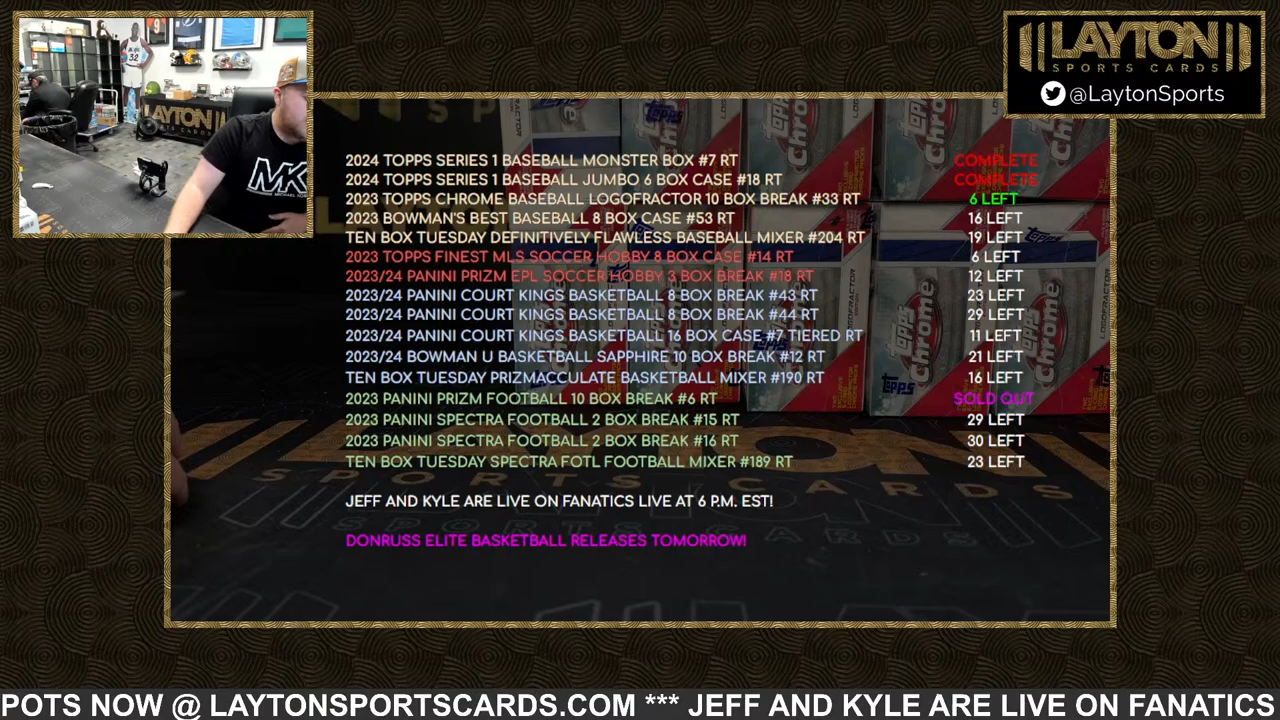 LAYTON
SPORTS CARDS
@LaytonSports
32
LAYTON
MK
2024 TOPPS SERIES 1 BASEBALL MONSTER BOX #7 RT COMPLETE
2024 TOPPS SERIES 1 BASEBALL JUMBO 6 BOX CASE #18 RT COMPLETE
2023 TOPPS CHROME BASEBALL LOGOFRACTOR 10 BOX BREAK #33 RT 6 LEFT
2023 BOWMAN'S BEST BASEBALL 8 BOX CASE #53 RT 16 LEFT
TEN BOX TUESDAY DEFINITIVELY FLAWLESS BASEBALL MIXER #204 RT 19 LEFT
2023 TOPPS FINEST MLS SOCCER HOBBY 8 BOX CASE #14 RT 6 LEFT
2023/24 PANINI PRIZM EPL SOCCER HOBBY 3 BOX BREAK #18 RT 12 LEFT
2023/24 PANINI COURT KINGS BASKETBALL 8 BOX BREAK #43 RT 23 LEFT
2023/24 PANINI COURT KINGS BASKETBALL 8 BOX BREAK #44 RT 29 LEFT
2023/24 PANINI COURT KINGS BASKETBALL 16 BOX CASE #7 TIERED RT 11 LEFT
2023/24 BOWMAN U BASKETBALL SAPPHIRE 10 BOX BREAK #12 RT 21 LEFT
TEN BOX TUESDAY PRIZMACCULATE BASKETBALL MIXER #190 RT 16 LEFT
2023 PANINI PRIZM FOOTBALL 10 BOX BREAK #6 RT SOLD OUT
2023 PANINI SPECTRA FOOTBALL 2 BOX BREAK #15 RT 29 LEFT
2023 PANINI SPECTRA FOOTBALL 2 BOX BREAK #16 RT 30 LEFT
TEN BOX TUESDAY SPECTRA FOTL FOOTBALL MIXER #189 RT 23 LEFT
JEFF AND KYLE ARE LIVE ON FANATICS LIVE AT 6 P.M. EST!
DONRUSS ELITE BASKETBALL RELEASES TOMORROW!
POTS NOW @ LAYTONSPORTSCARDS.COM *** JEFF AND KYLE ARE LIVE ON FANATICS